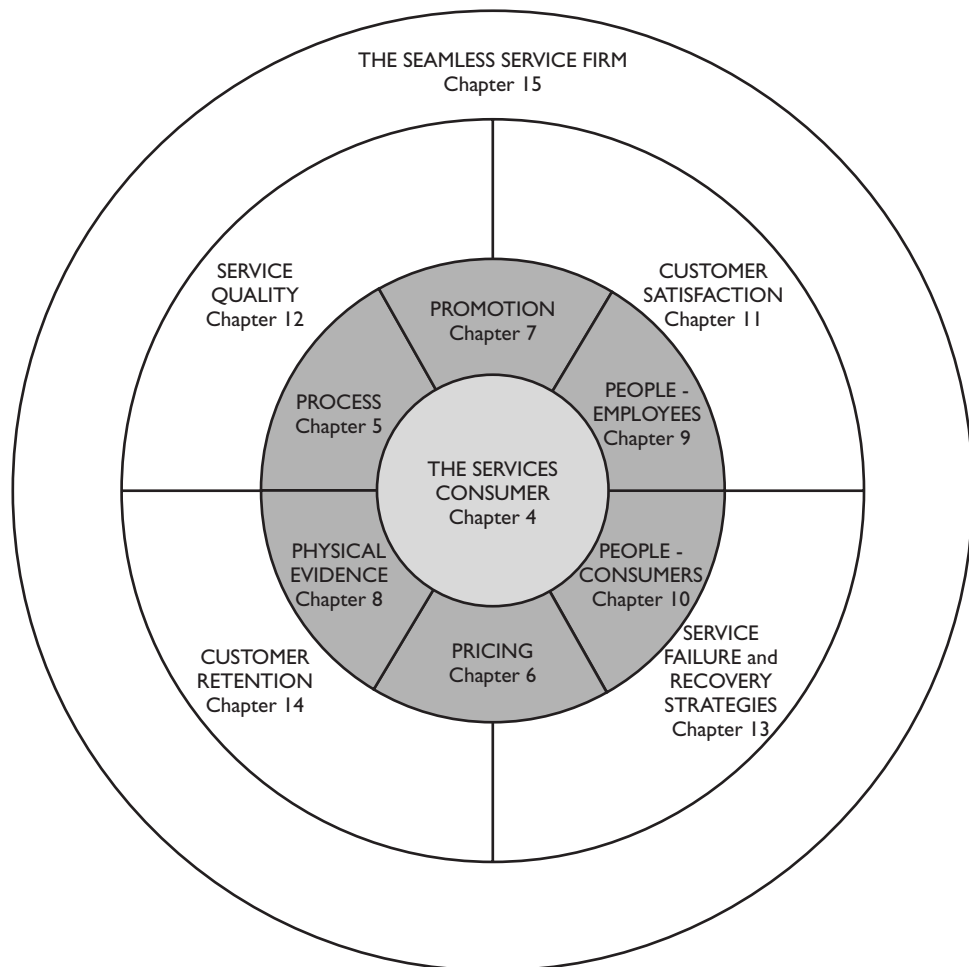 THE SEAMLESS SERVICE FIRM
Chapter 15
SERVICE
QUALITY
Chapter 12
CUSTOMER
SATISFACTION
Chapter 11
PROMOTION
Chapter 7
PROCESS
Chapter 5
PEOPLE -
EMPLOYEES
Chapter 9
THE SERVICES
CONSUMER
Chapter 4
PHYSICAL
EVIDENCE
Chapter 8
PEOPLE -
CONSUMERS
Chapter 10
PRICING
Chapter 6
CUSTOMER
RETENTION
Chapter 14
SERVICE
FAILURE and
RECOVERY
STRATEGIES
Chapter 13